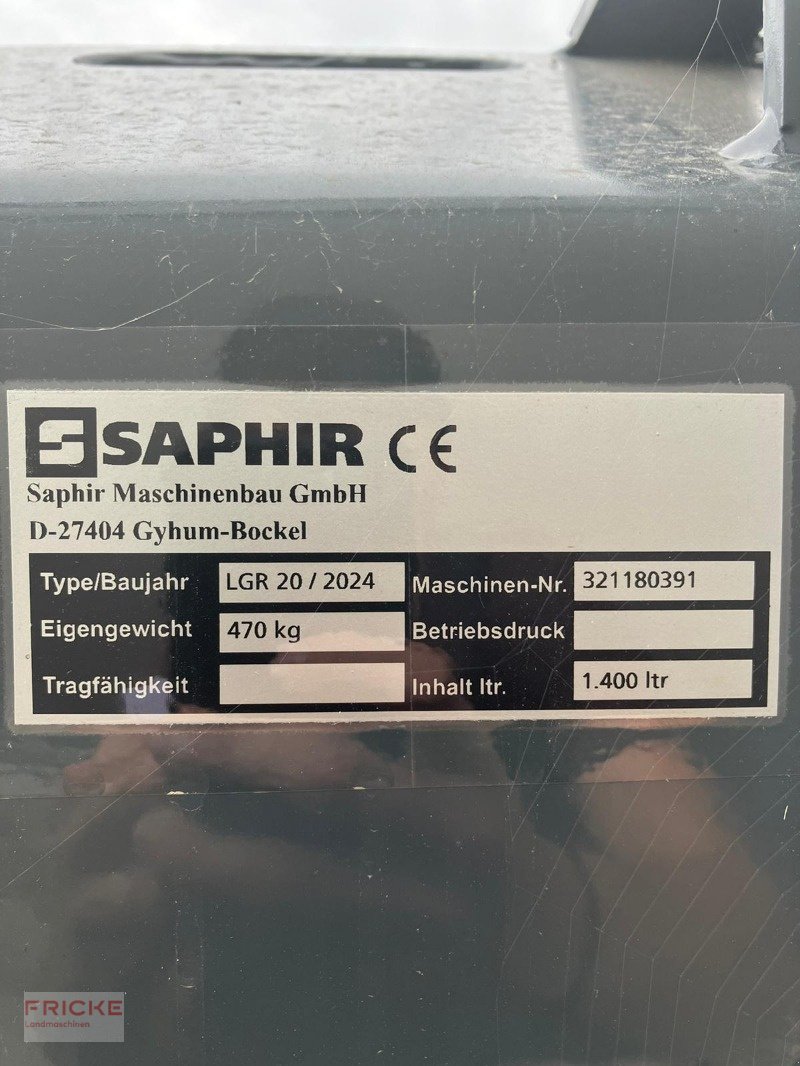 SAPHIR CE
Saphir Maschinenbau GmbH
D-27404 Gyhum-Bockel
Type/Baujahr LGR 20 / 2024 Maschinen-Nr. 321180391
Eigengewicht 470 kg Betriebsdruck
Tragfähigkeit Inhalt ltr. 1.400 ltr
FRICKE
Landmaschinen